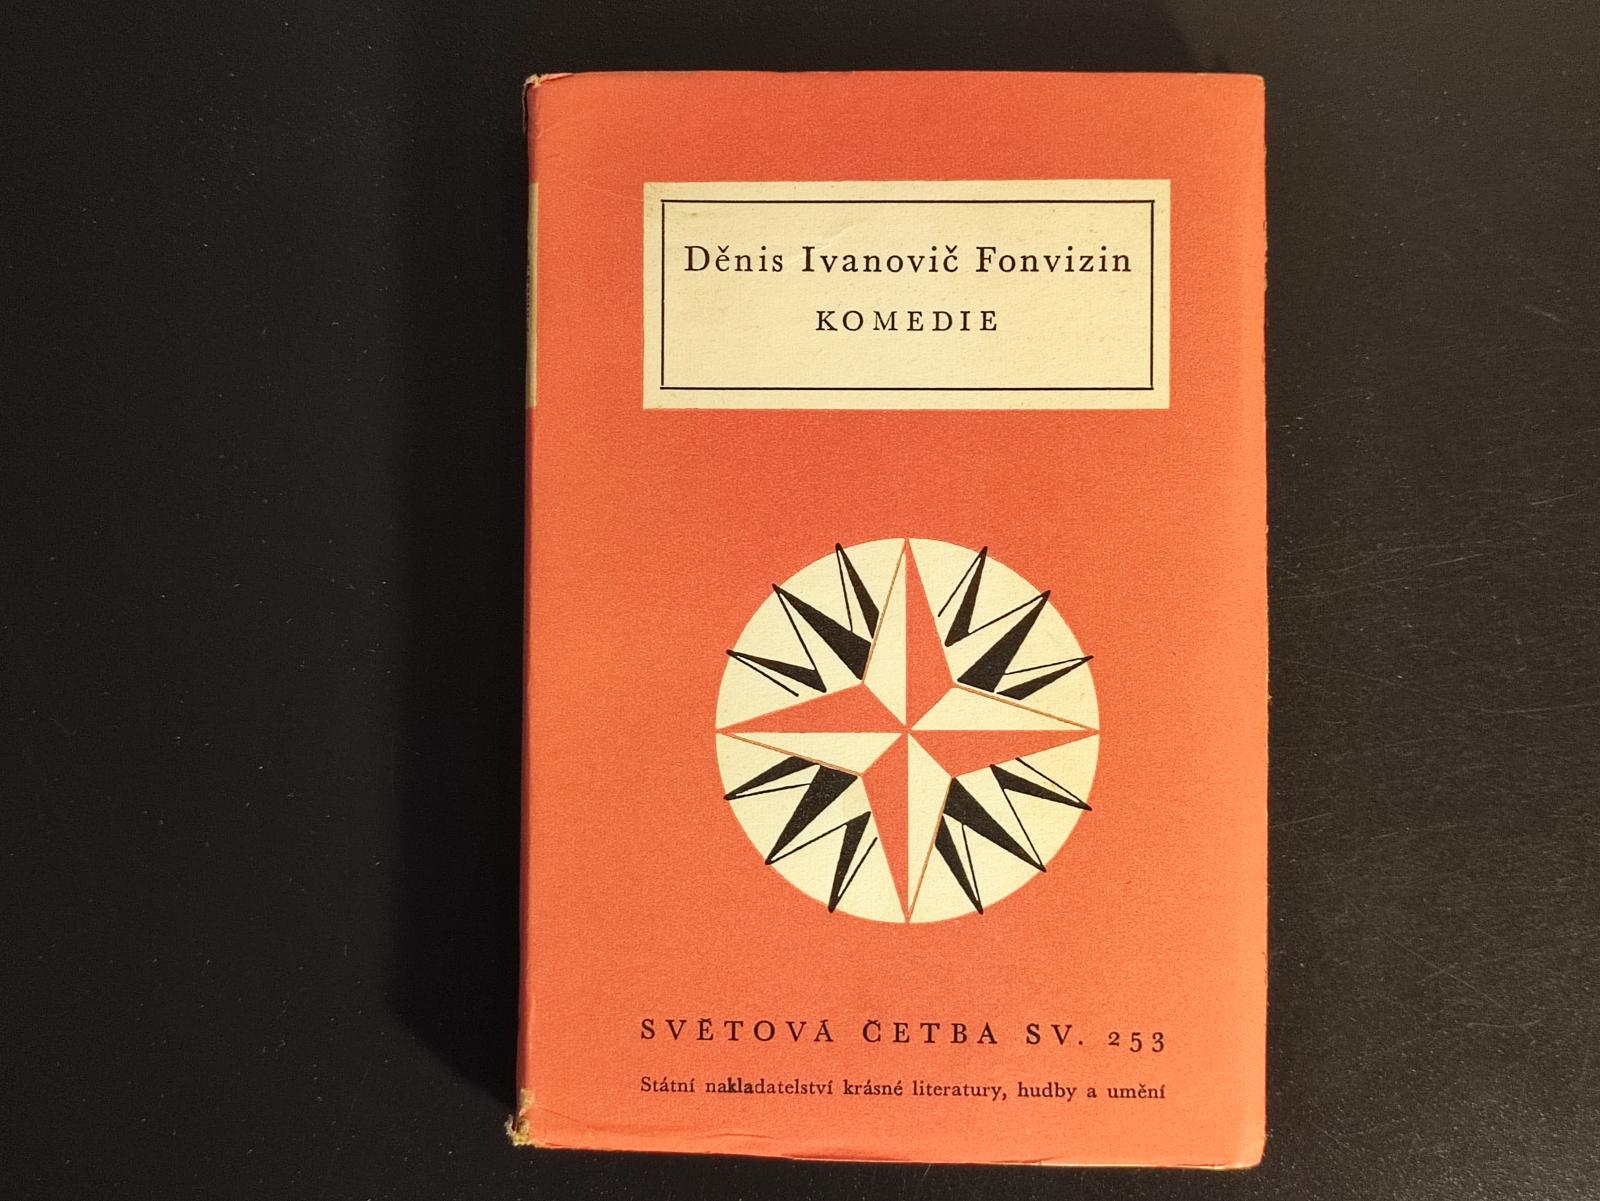 Děnis Ivanovič Fonvizin
KOMEDIE
SVĚTOVÁ ČETBA SV. 253
Státní nakladatelství krásné literatury, hudby a umění